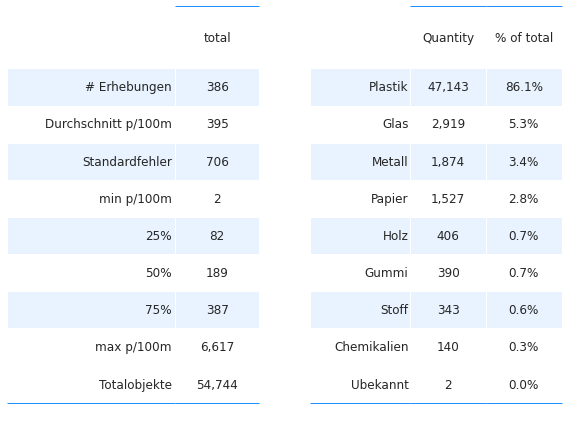 total
# Erhebungen 386
Durchschnitt p/100m 395
Standardfehler 706
min p/100m 2
25% 82
50% 189
75% 387
max p/100m 6,617
Totalobjekte 54,744
Quantity % of total
Plastik 47,143 86.1%
Glas 2,919 5.3%
Metall 1,874 3.4%
Papier 1,527 2.8%
Holz 406 0.7%
Gummi 390 0.7%
Stoff 343 0.6%
Chemikalien 140 0.3%
Ubekannt 2 0.0%